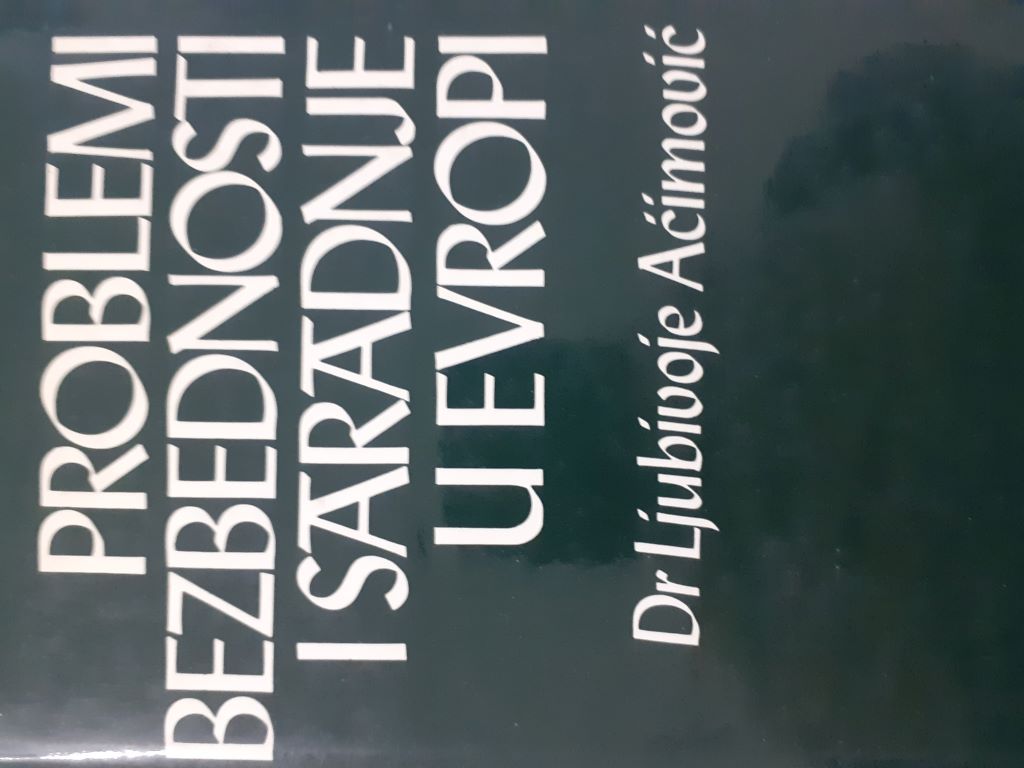 PROBLEMI
BEZBEDNOSTI
I SARADNJE
U EVROPI
Dr Ljubivoje Aćimović